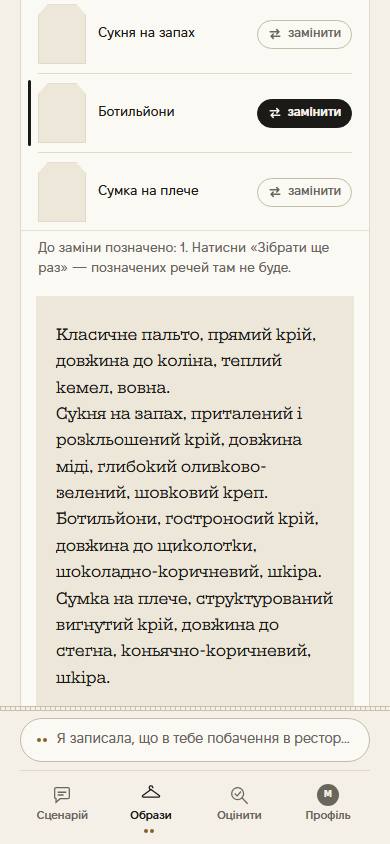 Сукня на запах
замінити
Ботильйони
замінити
Сумка на плече
замінити
До заміни позначено: 1. Натисни «Зібрати ще
раз» — позначених речей там не буде.
Класичне пальто, прямий крій,
довжина до коліна, теплий
кемел, вовна.
Сукня на запах, приталений і
розкльошений крій, довжина
міді, глибокий оливково-
зелений, шовковий креп.
Ботильйони, гостроносий крій,
довжина до щиколотки,
шоколадно-коричневий, шкіра.
Сумка на плече, структурований
вигнутий крій, довжина до
стегна, коньячно-коричневий,
шкіра.
Я записала, що в тебе побачення в рестор...
Сценарій
Образи
Оцінити
М
Профіль